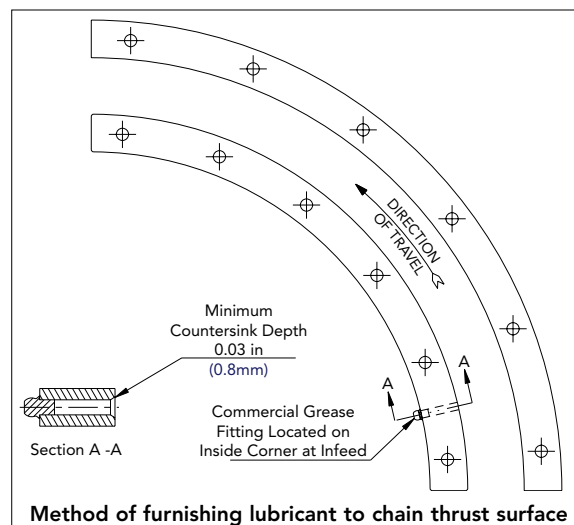 DIRECTION
OF TRAVEL
Minimum
Countersink Depth
0.03 in
(0.8mm)
A
A
Commercial Grease
Fitting Located on
Inside Corner at Infeed
Section A -A
Method of furnishing lubricant to chain thrust surface